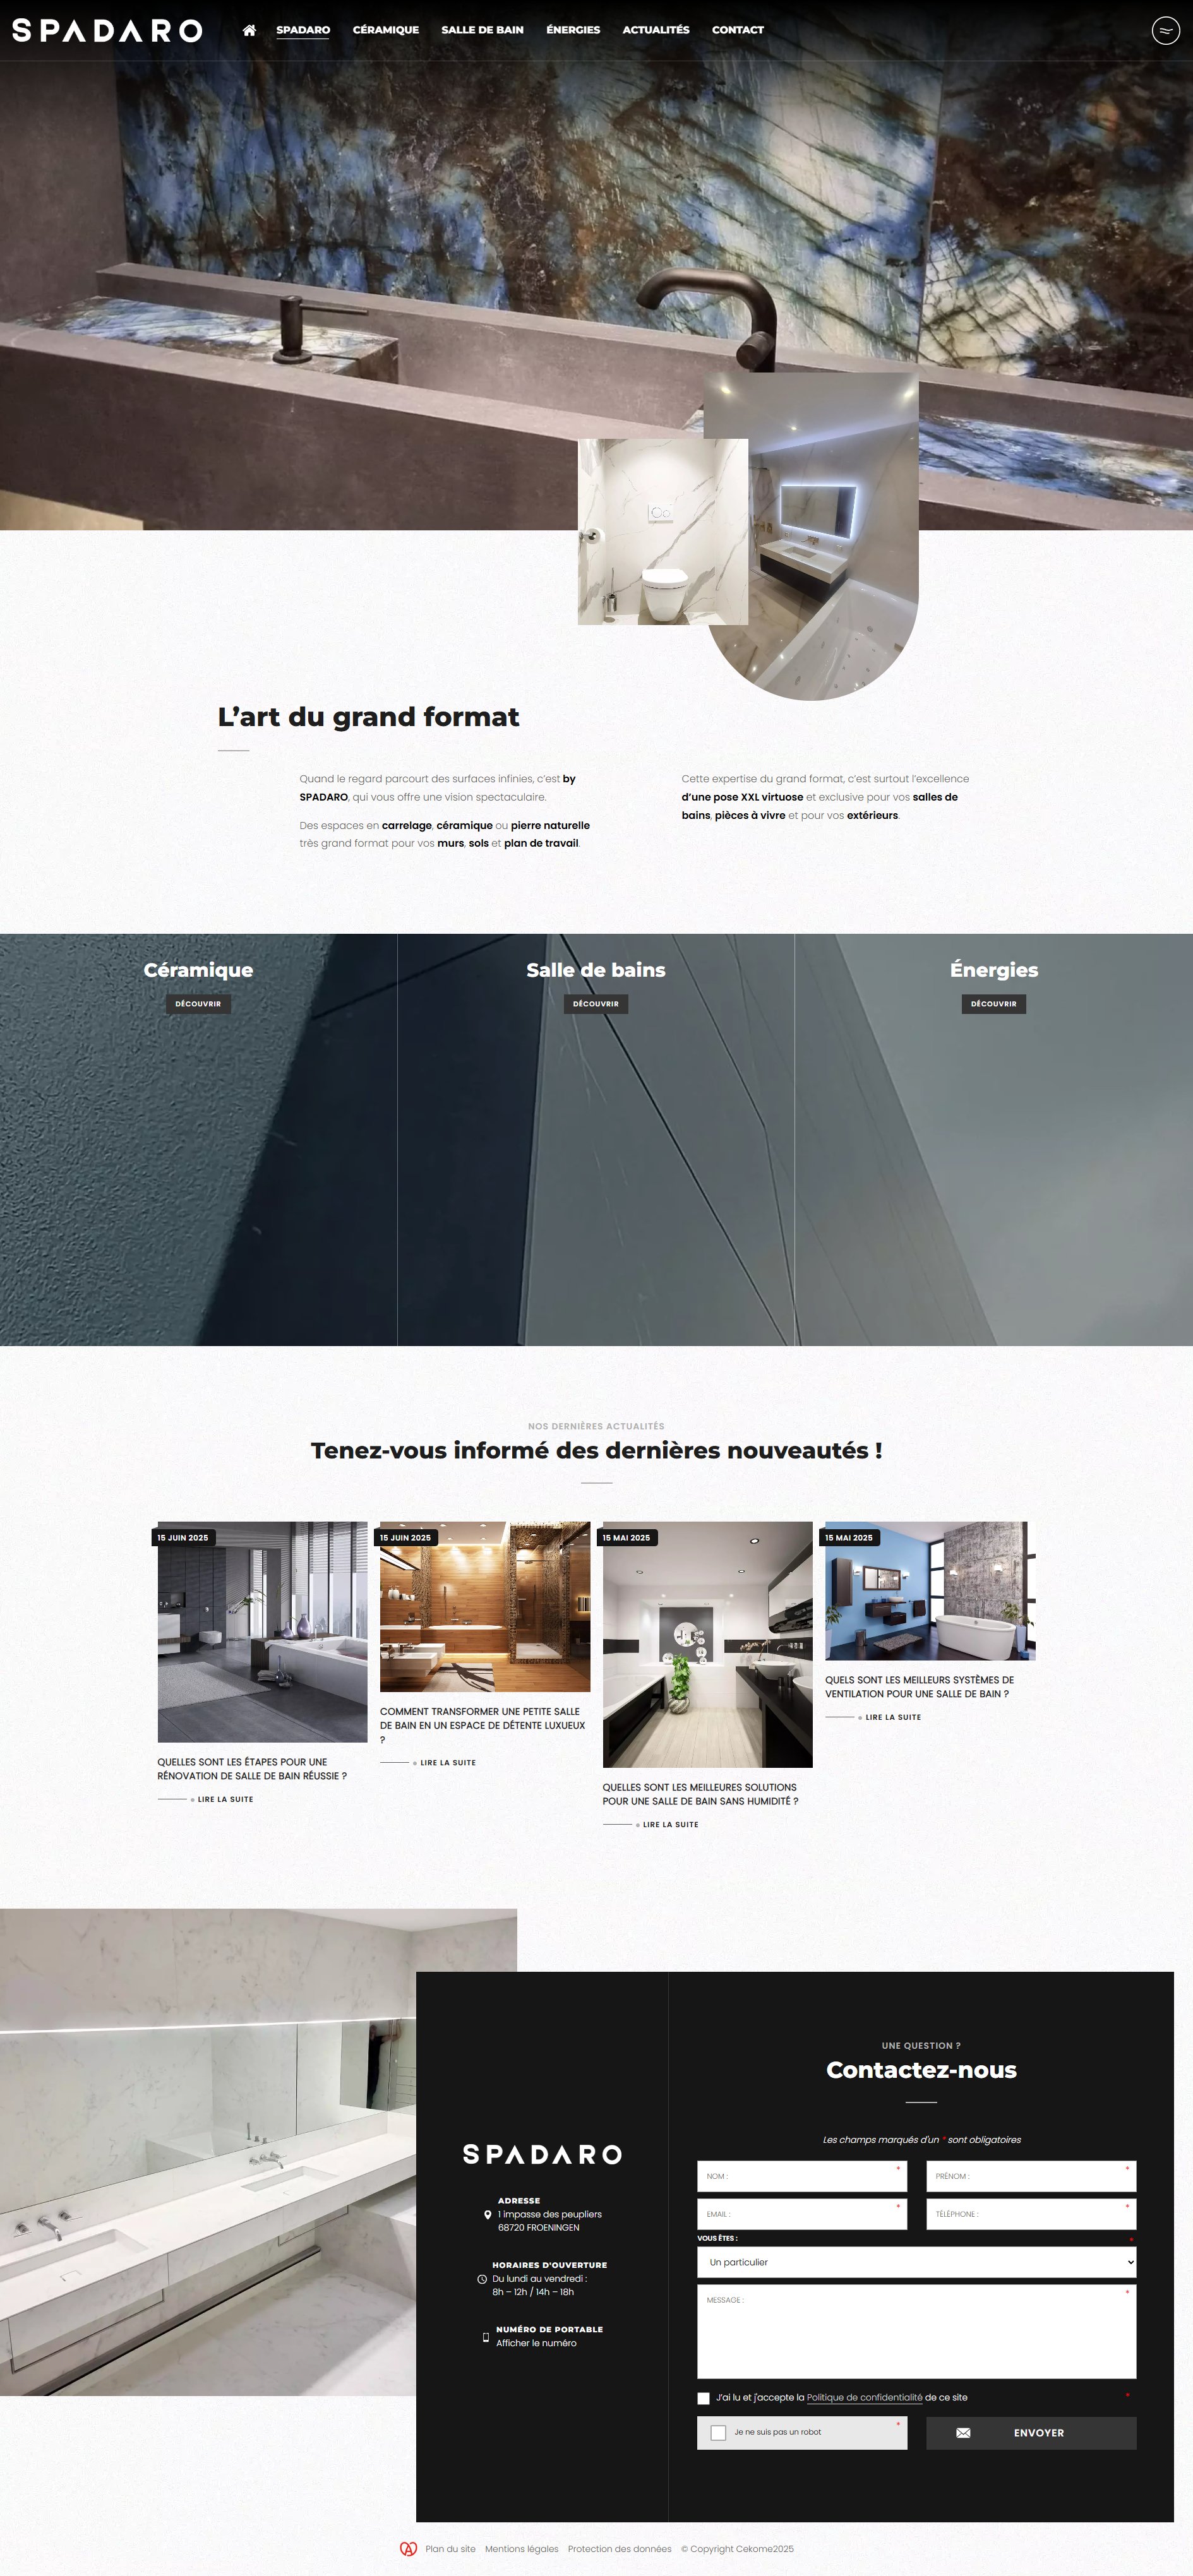 SPADARO
SPADARO CÉRAMIQUE SALLE DE BAIN ÉNERGIES ACTUALITÉS CONTACT
L’art du grand format
Quand le regard parcourt des surfaces infinies, c’est by
SPADARO, qui vous offre une vision spectaculaire.
Des espaces en carrelage, céramique ou pierre naturelle
très grand format pour vos murs, sols et plan de travail.
Cette expertise du grand format, c’est surtout l’excellence
d’une pose XXL virtuose et exclusive pour vos salles de
bains, pièces à vivre et pour vos extérieurs.
Céramique
DÉCOUVRIR
Salle de bains
DÉCOUVRIR
Énergies
DÉCOUVRIR
NOS DERNIÈRES ACTUALITÉS
Tenez-vous informé des dernières nouveautés !
15 JUIN 2025
QUELLES SONT LES ÉTAPES POUR UNE
RÉNOVATION DE SALLE DE BAIN RÉUSSIE ?
LIRE LA SUITE
15 JUIN 2025
COMMENT TRANSFORMER UNE PETITE SALLE
DE BAIN EN UN ESPACE DE DÉTENTE LUXUEUX
?
LIRE LA SUITE
15 MAI 2025
QUELLES SONT LES MEILLEURES SOLUTIONS
POUR UNE SALLE DE BAIN SANS HUMIDITÉ ?
LIRE LA SUITE
15 MAI 2025
QUELS SONT LES MEILLEURS SYSTÈMES DE
VENTILATION POUR UNE SALLE DE BAIN ?
LIRE LA SUITE
SPADARO
ADRESSE
1 impasse des peupliers
68720 FROENINGEN
HORAIRES D'OUVERTURE
Du lundi au vendredi :
8h – 12h / 14h – 18h
NUMÉRO DE PORTABLE
Afficher le numéro
UNE QUESTION ?
Contactez-nous
Les champs marqués d'un * sont obligatoires
NOM : *
PRÉNOM : *
EMAIL : *
TÉLÉPHONE : *
VOUS ÊTES : *
Un particulier
MESSAGE : *
J'ai lu et j'accepte la Politique de confidentialité de ce site *
Je ne suis pas un robot *
ENVOYER
Plan du site Mentions légales Protection des données © Copyright Cekome2025